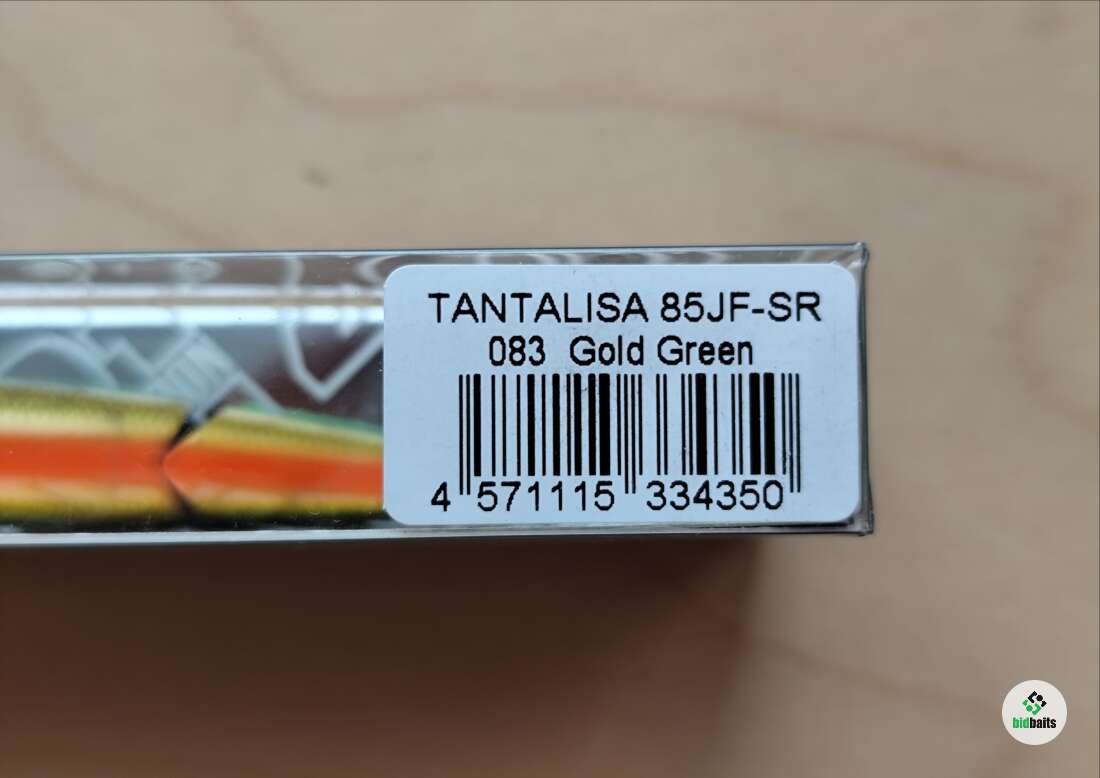 TANTALISA 85JF-SR
083 Gold Green
4 571115 334350
bidbaits